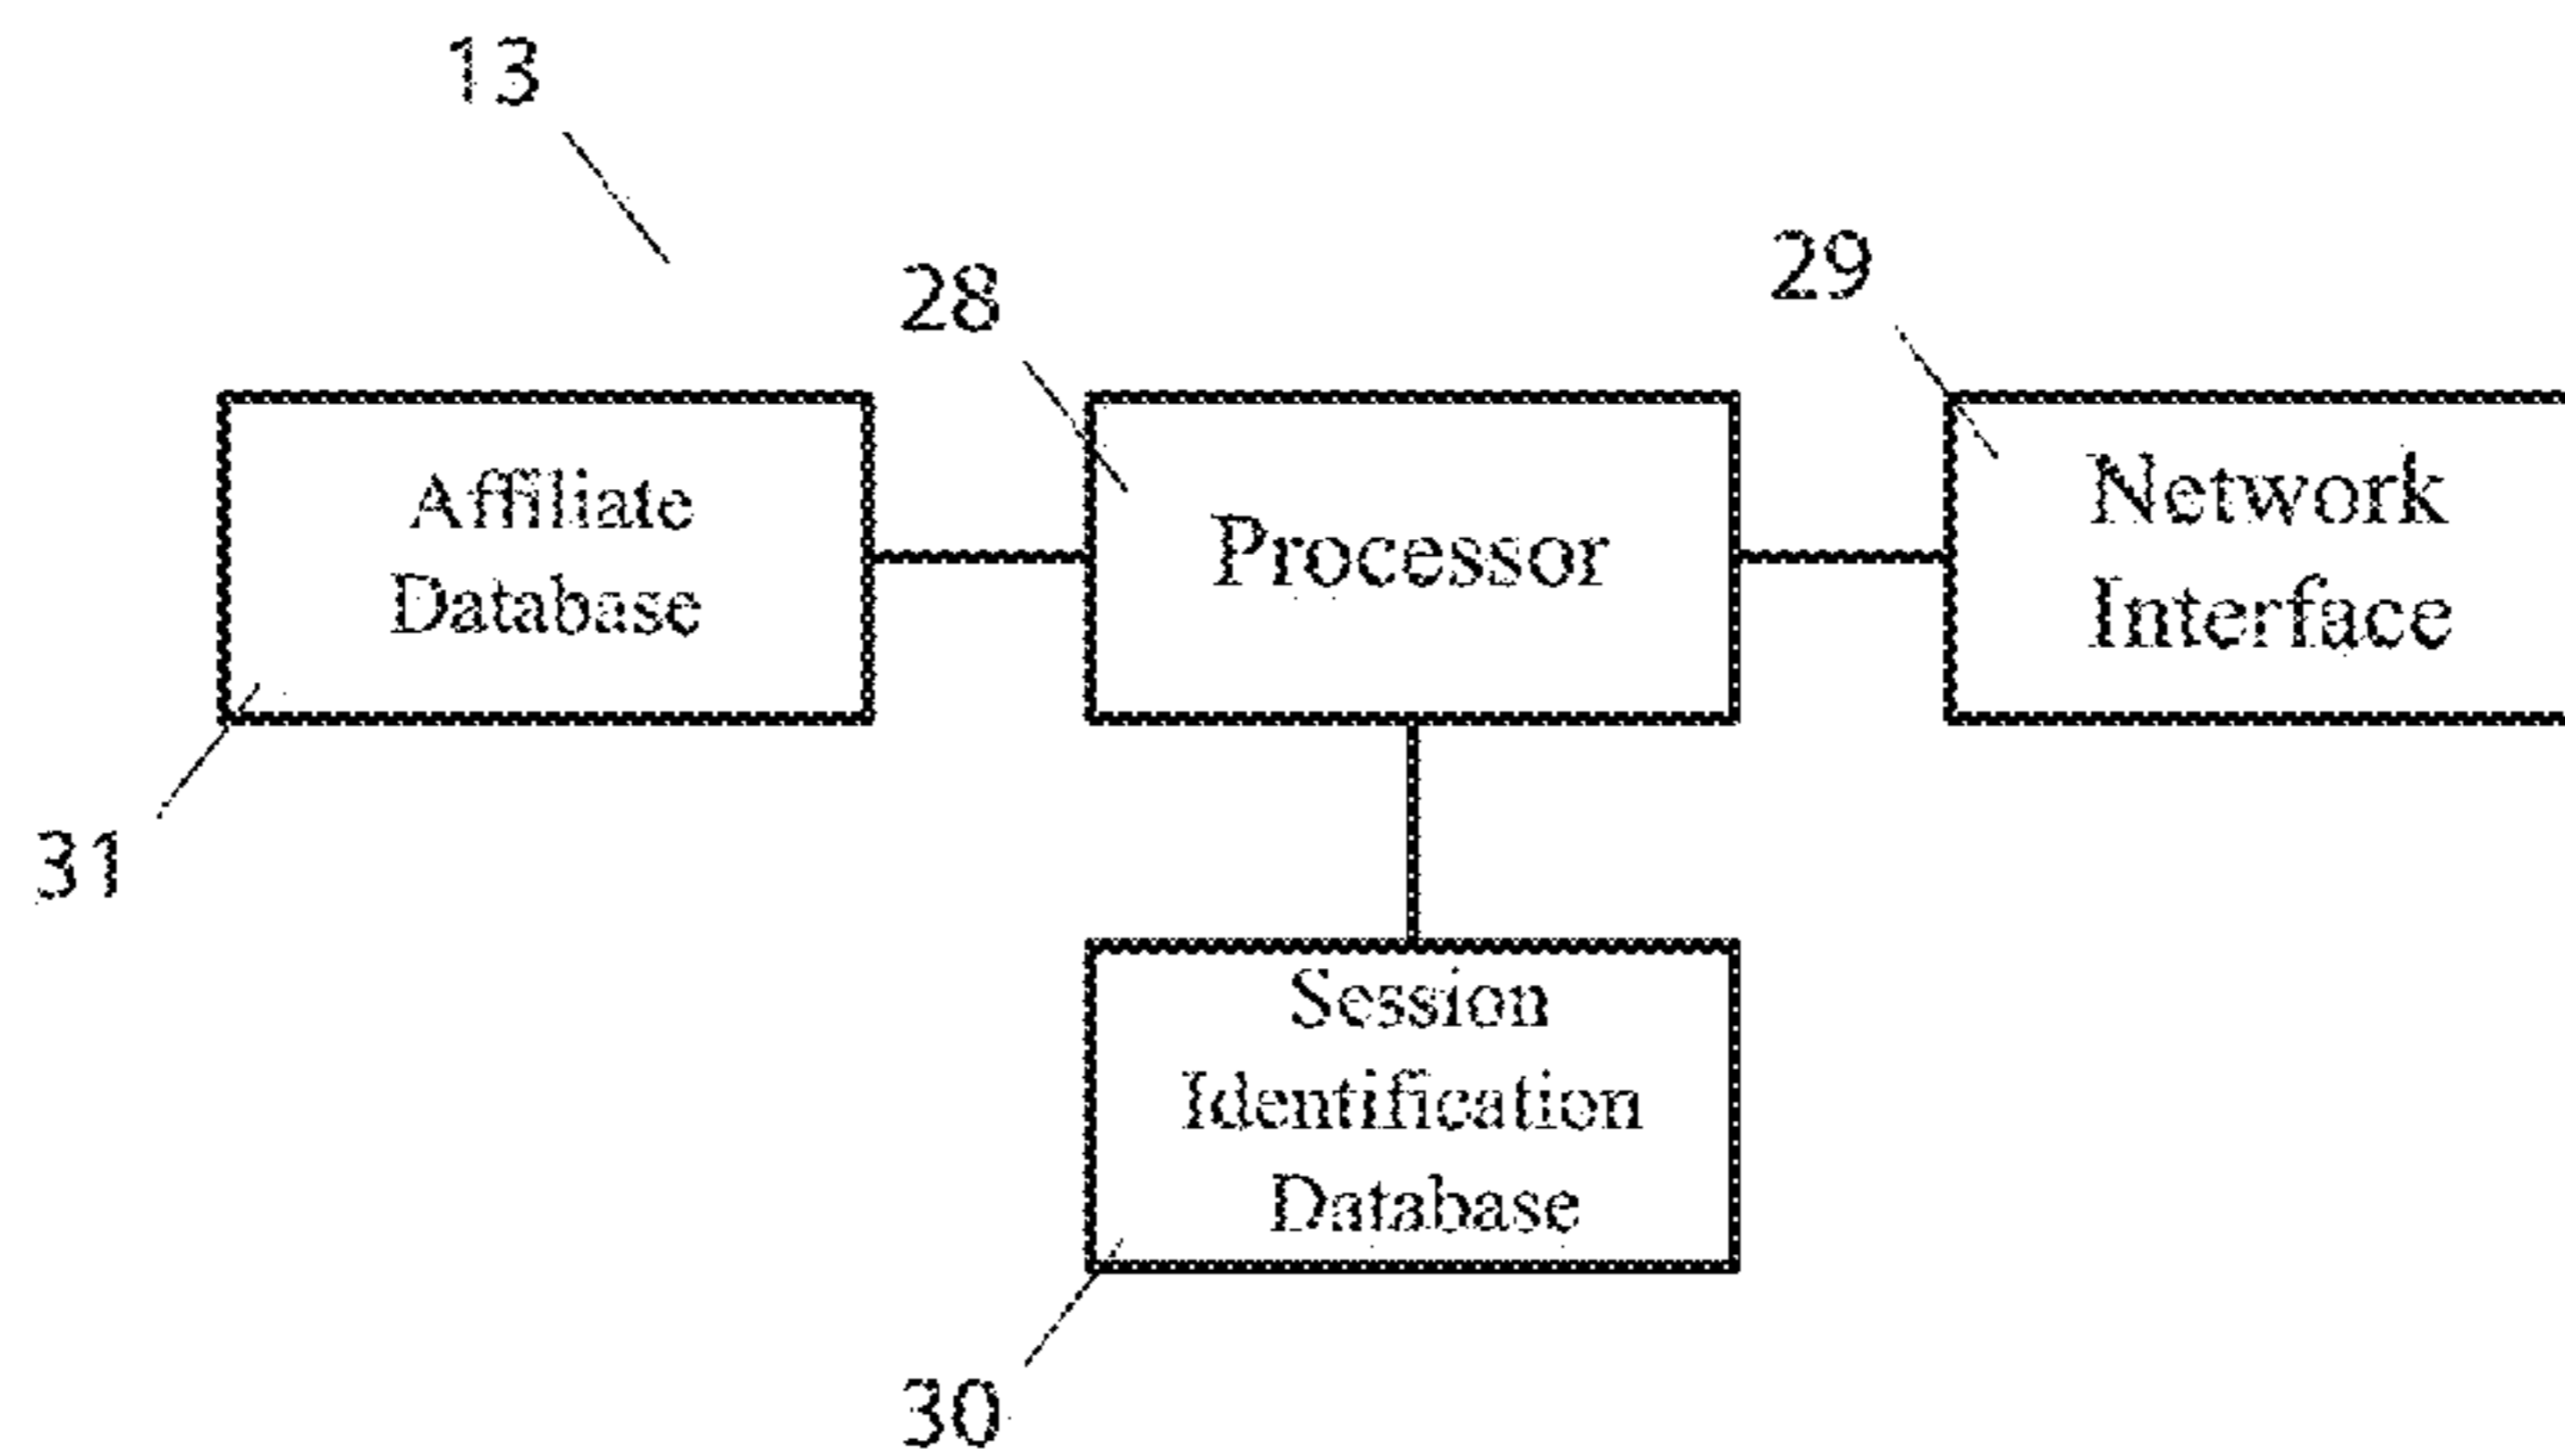 13
28
29
Affiliate
Database
Processor
Network
Interface
31
Session
Identification
Database
30